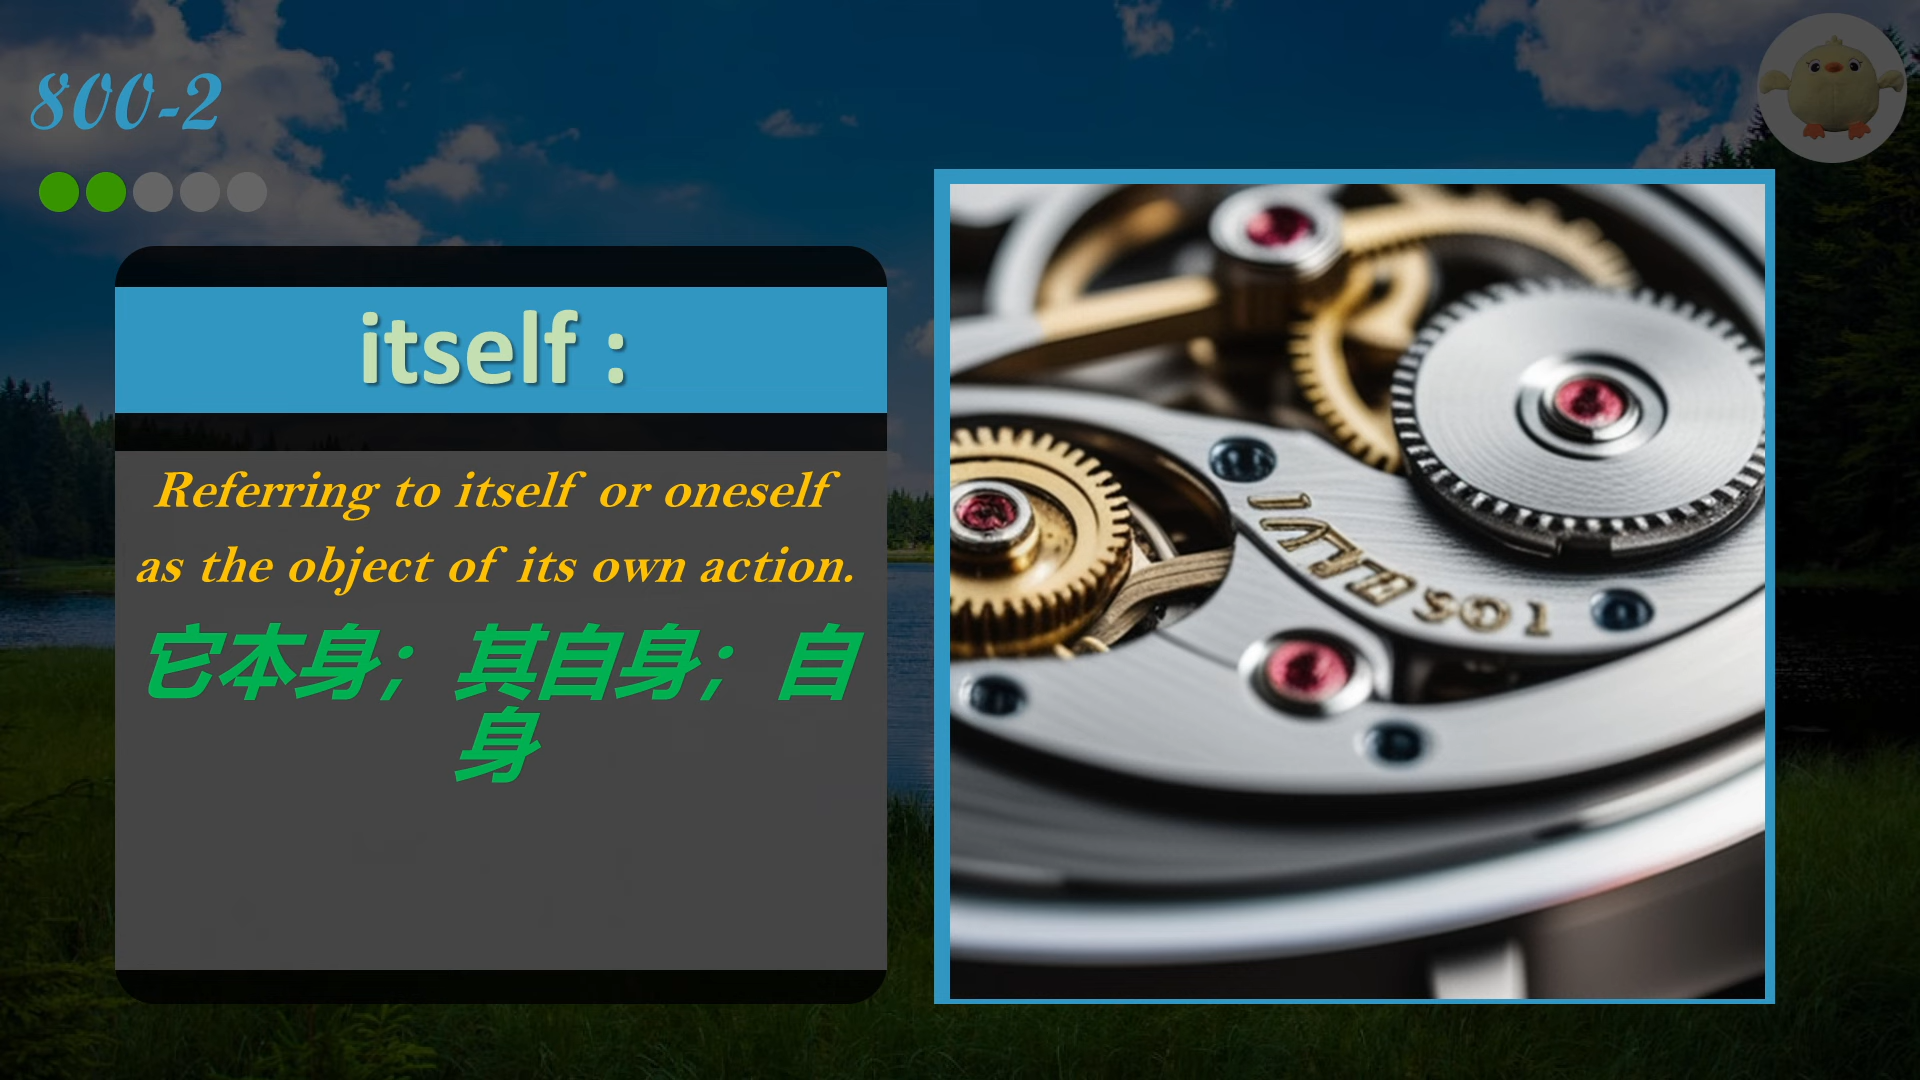 800-2
itself :
Referring to itself or oneself
as the object of its own action.
它本身；其自身；自
身